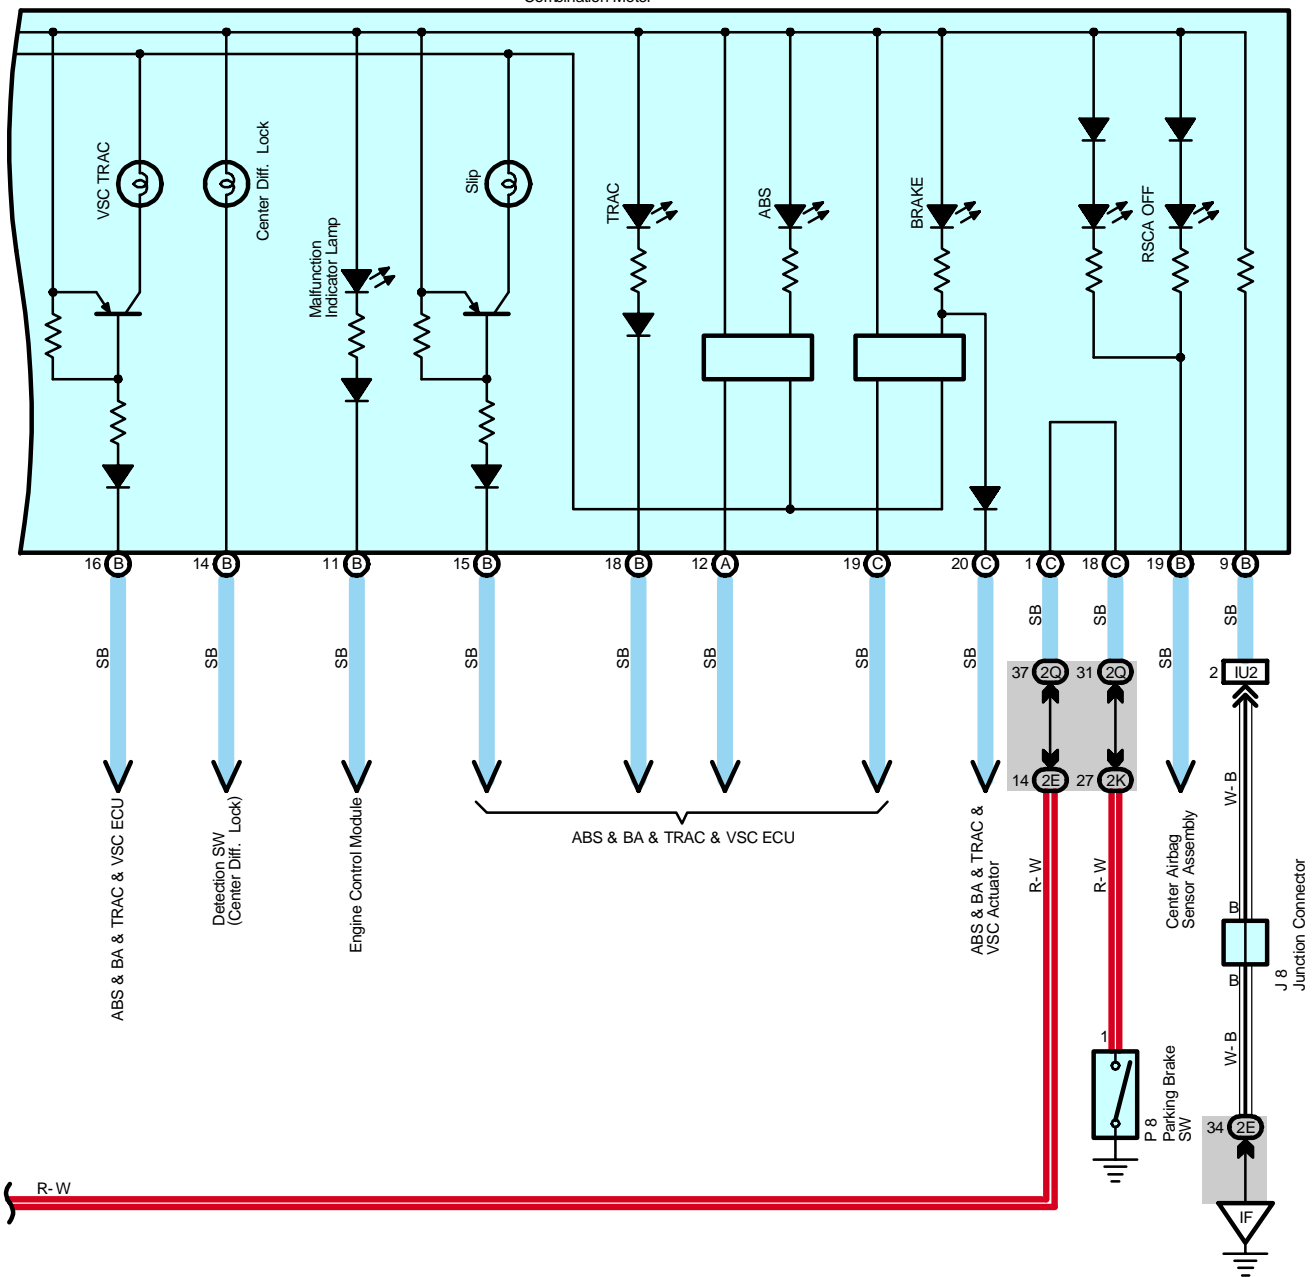 Combination Meter
VSC TRAC
Center Diff. Lock
Malfunction
Indicator Lamp
Slip
TRAC
ABS
BRAKE
RSCA OFF
16 B
14 B
11 B
15 B
18 B
12 A
19 C
20 C
1 C
18 C
19 B
9 B
SB
SB
SB
SB
SB
SB
SB
SB
SB
SB
SB
SB
37 2Q
31 2Q
2 IU2
14 2E
27 2K
ABS & BA & TRAC & VSC ECU
Detection SW
(Center Diff. Lock)
Engine Control Module
ABS & BA & TRAC & VSC ECU
ABS & BA & TRAC &
VSC Actuator
R-W
R-W
Center Airbag
Sensor Assembly
W-B
B
B
J 8
Junction Connector
W-B
1
P 8
Parking Brake
SW
34 2E
IF
R-W